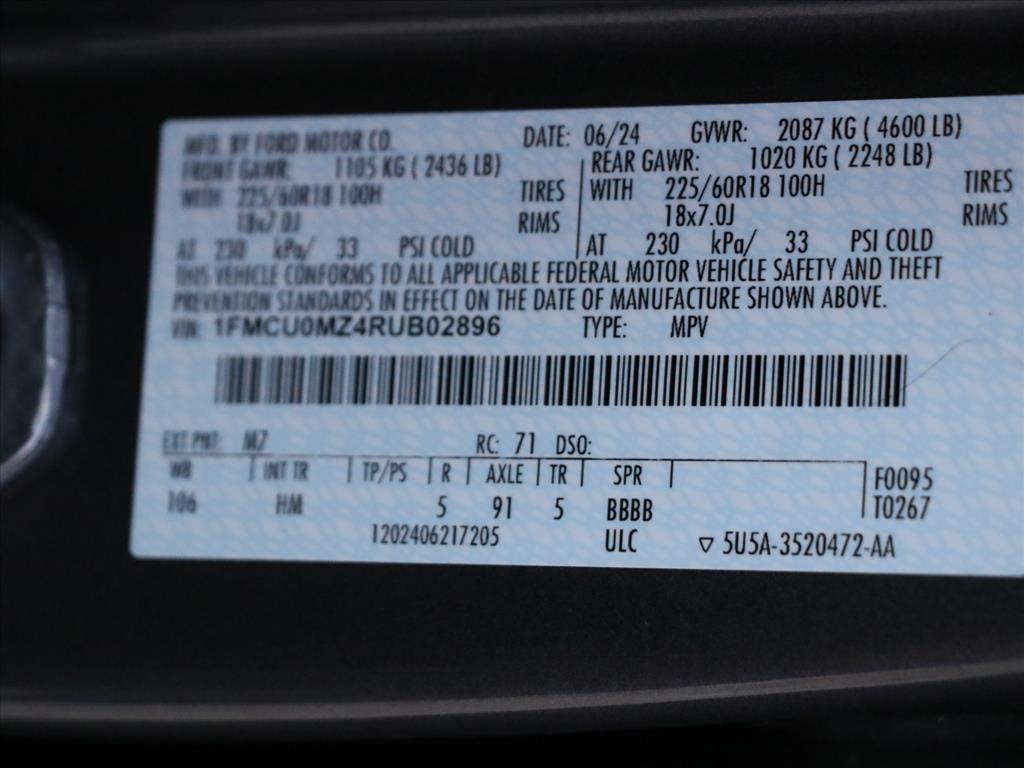 MFD. BY FORD MOTOR CO. DATE: 06/24 GVWR: 2087 KG ( 4600 LB)
FRONT GAWR: 1105 KG ( 2436 LB) REAR GAWR: 1020 KG ( 2248 LB)
WITH 225/60R18 100H TIRES WITH 225/60R18 100H TIRES
18x7.0J RIMS 18x7.0J RIMS
AT 230 kPa/ 33 PSI COLD AT 230 kPa/ 33 PSI COLD
THIS VEHICLE CONFORMS TO ALL APPLICABLE FEDERAL MOTOR VEHICLE SAFETY AND THEFT
PREVENTION STANDARDS IN EFFECT ON THE DATE OF MANUFACTURE SHOWN ABOVE.
VIN: 1FMCU0MZ4RUB02896 TYPE: MPV
EXT PNT: M7 RC: 71 DSO:
WB INT TR TP/PS R AXLE TR SPR F0095
106 HM 5 91 5 BBBB T0267
1202406217205 ULC ▽ 5U5A-3520472-AA